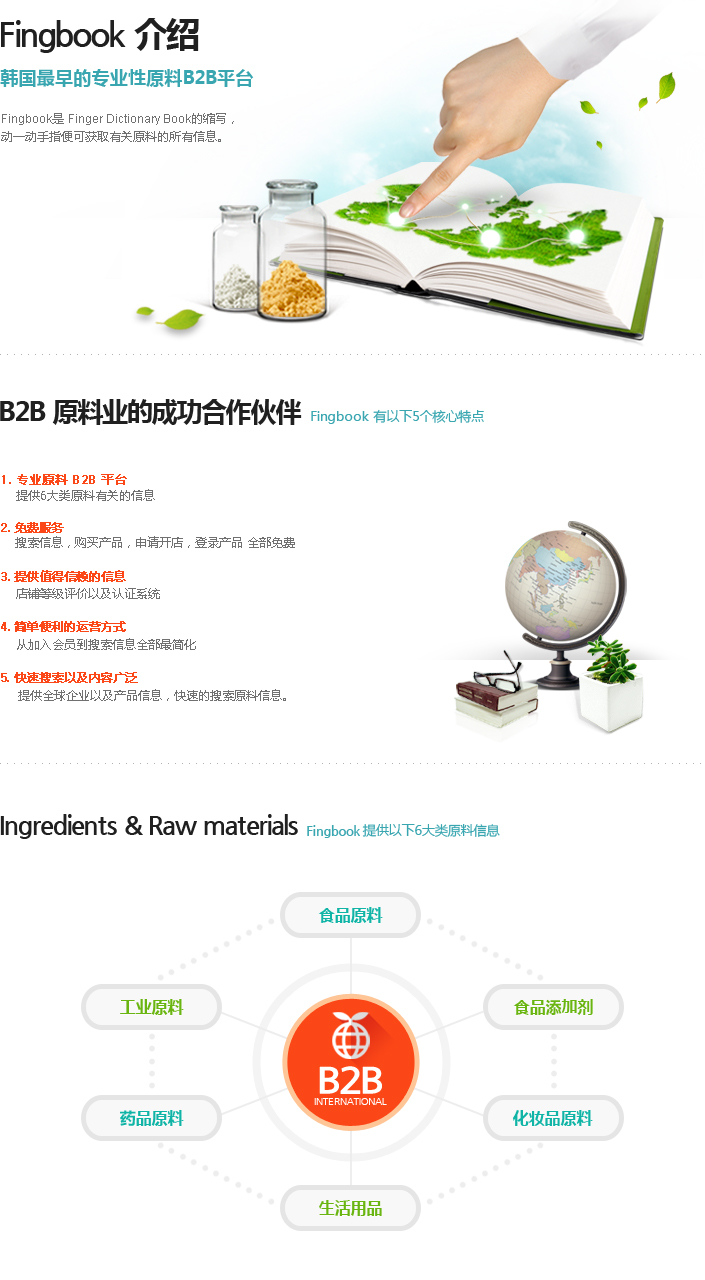 Fingbook 介绍
韩国最早的专业性原料B2B平台
Fingbook是 Finger Dictionary Book的缩写，
动一动手指便可获取有关原料的所有信息。
B2B 原料业的成功合作伙伴 Fingbook 有以下5个核心特点
1. 专业原料 B2B 平台
提供6大类原料有关的信息
2. 免费服务
搜索信息，购买产品，申请开店，登录产品 全部免费
3. 提供值得信赖的信息
店铺等级评价以及认证系统
4. 简单便利的运营方式
从加入会员到搜索信息全部最简化
5. 快速搜索以及内容广泛
提供全球企业以及产品信息，快速的搜索原料信息。
Ingredients & Raw materials Fingbook 提供以下6大类原料信息
食品原料
工业原料
食品添加剂
B2B
INTERNATIONAL
药品原料
化妆品原料
生活用品